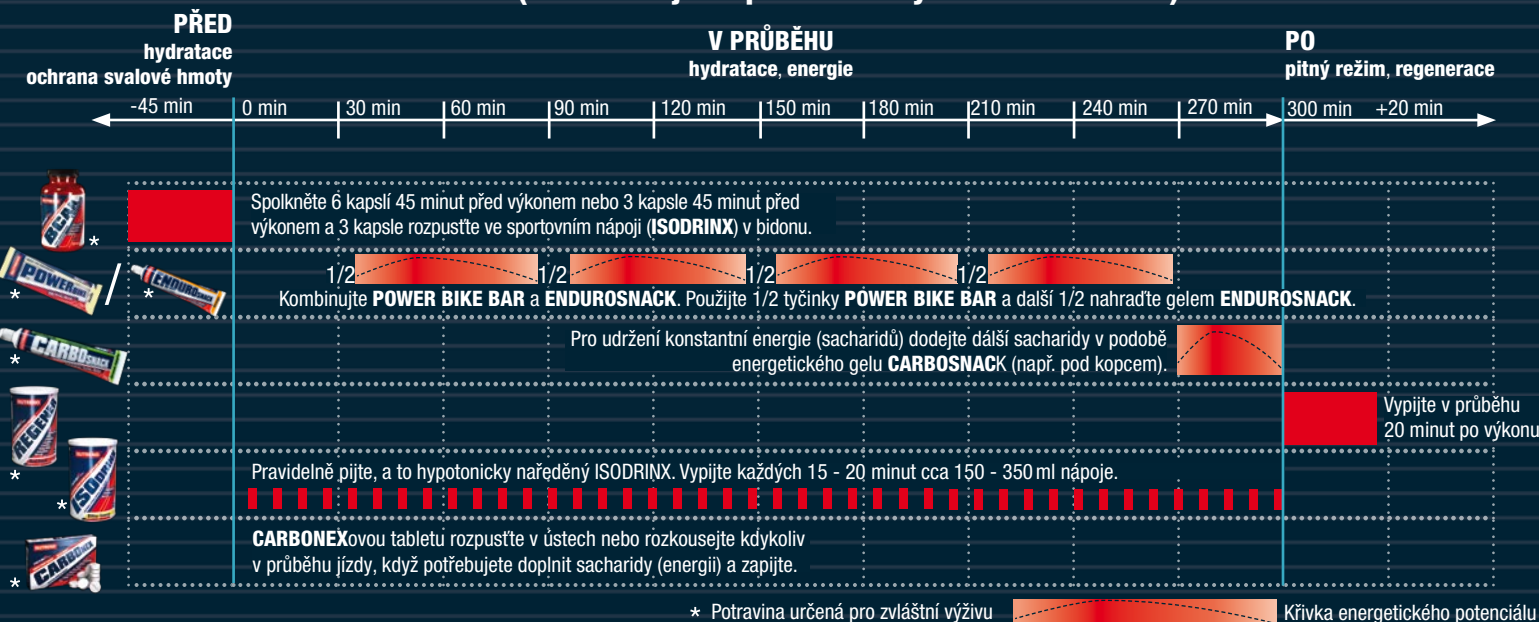 PŘED
hydratace
ochrana svalové hmoty
V PRŮBĚHU
hydratace, energie
PO
pitný režim, regenerace
-45 min 0 min 30 min 60 min 90 min 120 min 150 min 180 min 210 min 240 min 270 min 300 min +20 min
BCAA
*
Spolkněte 6 kapslí 45 minut před výkonem nebo 3 kapsle 45 minut před
výkonem a 3 kapsle rozpusťte ve sportovním nápoji (ISODRINX) v bidonu.
POWER
*
/
ENDUROSNACK
*
1/2 1/2 1/2 1/2
Kombinujte POWER BIKE BAR a ENDUROSNACK. Použijte 1/2 tyčinky POWER BIKE BAR a další 1/2 nahraďte gelem ENDUROSNACK.
CARBOSNACK
*
Pro udržení konstantní energie (sacharidů) dodejte dálší sacharidy v podobě
energetického gelu CARBOSNACK (např. pod kopcem).
REGENER
*
Vypijte v průběhu
20 minut po výkonu
*
Pravidelně pijte, a to hypotonicky naředěný ISODRINX. Vypijte každých 15 - 20 minut cca 150 - 350 ml nápoje.
CARBONEX
*
CARBONEXovou tabletu rozpusťte v ústech nebo rozkousejte kdykoliv
v průběhu jízdy, když potřebujete doplnit sacharidy (energii) a zapijte.
* Potravina určená pro zvláštní výživu
Křivka energetického potenciálu